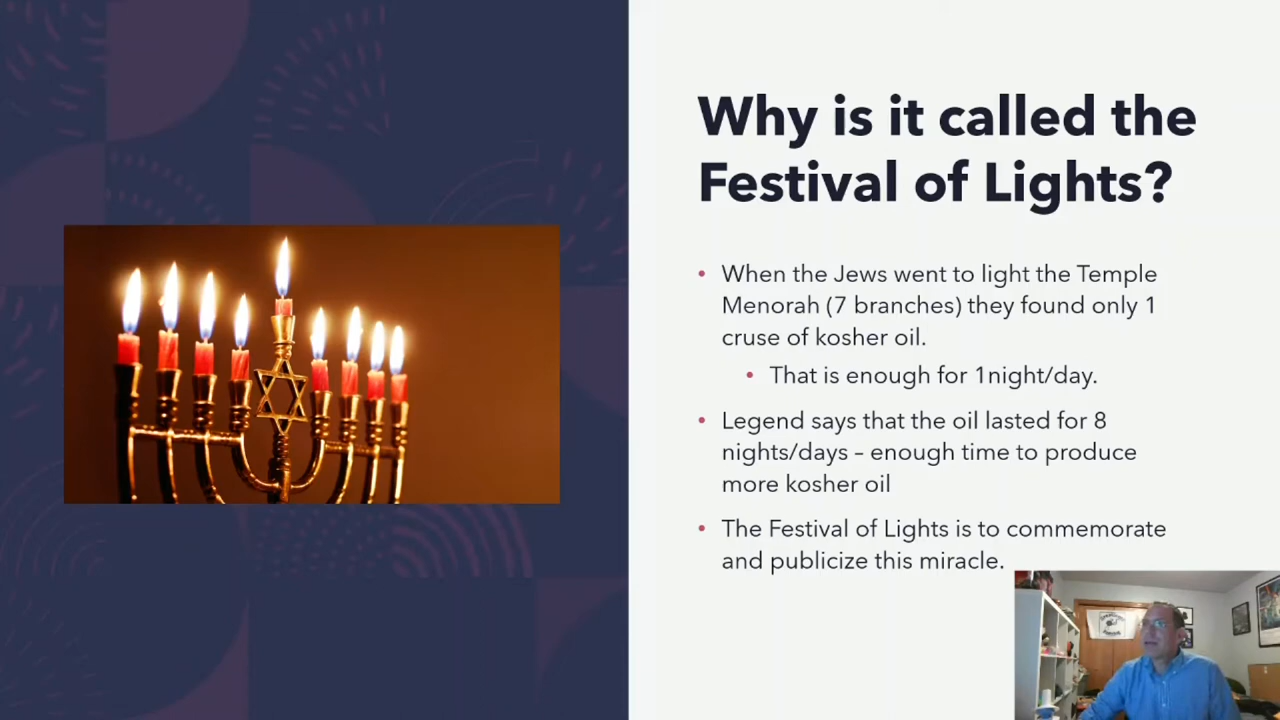 Why is it called the
Festival of Lights?
• When the Jews went to light the Temple
Menorah (7 branches) they found only 1
cruse of kosher oil.
• That is enough for 1night/day.
• Legend says that the oil lasted for 8
nights/days – enough time to produce
more kosher oil
• The Festival of Lights is to commemorate
and publicize this miracle.